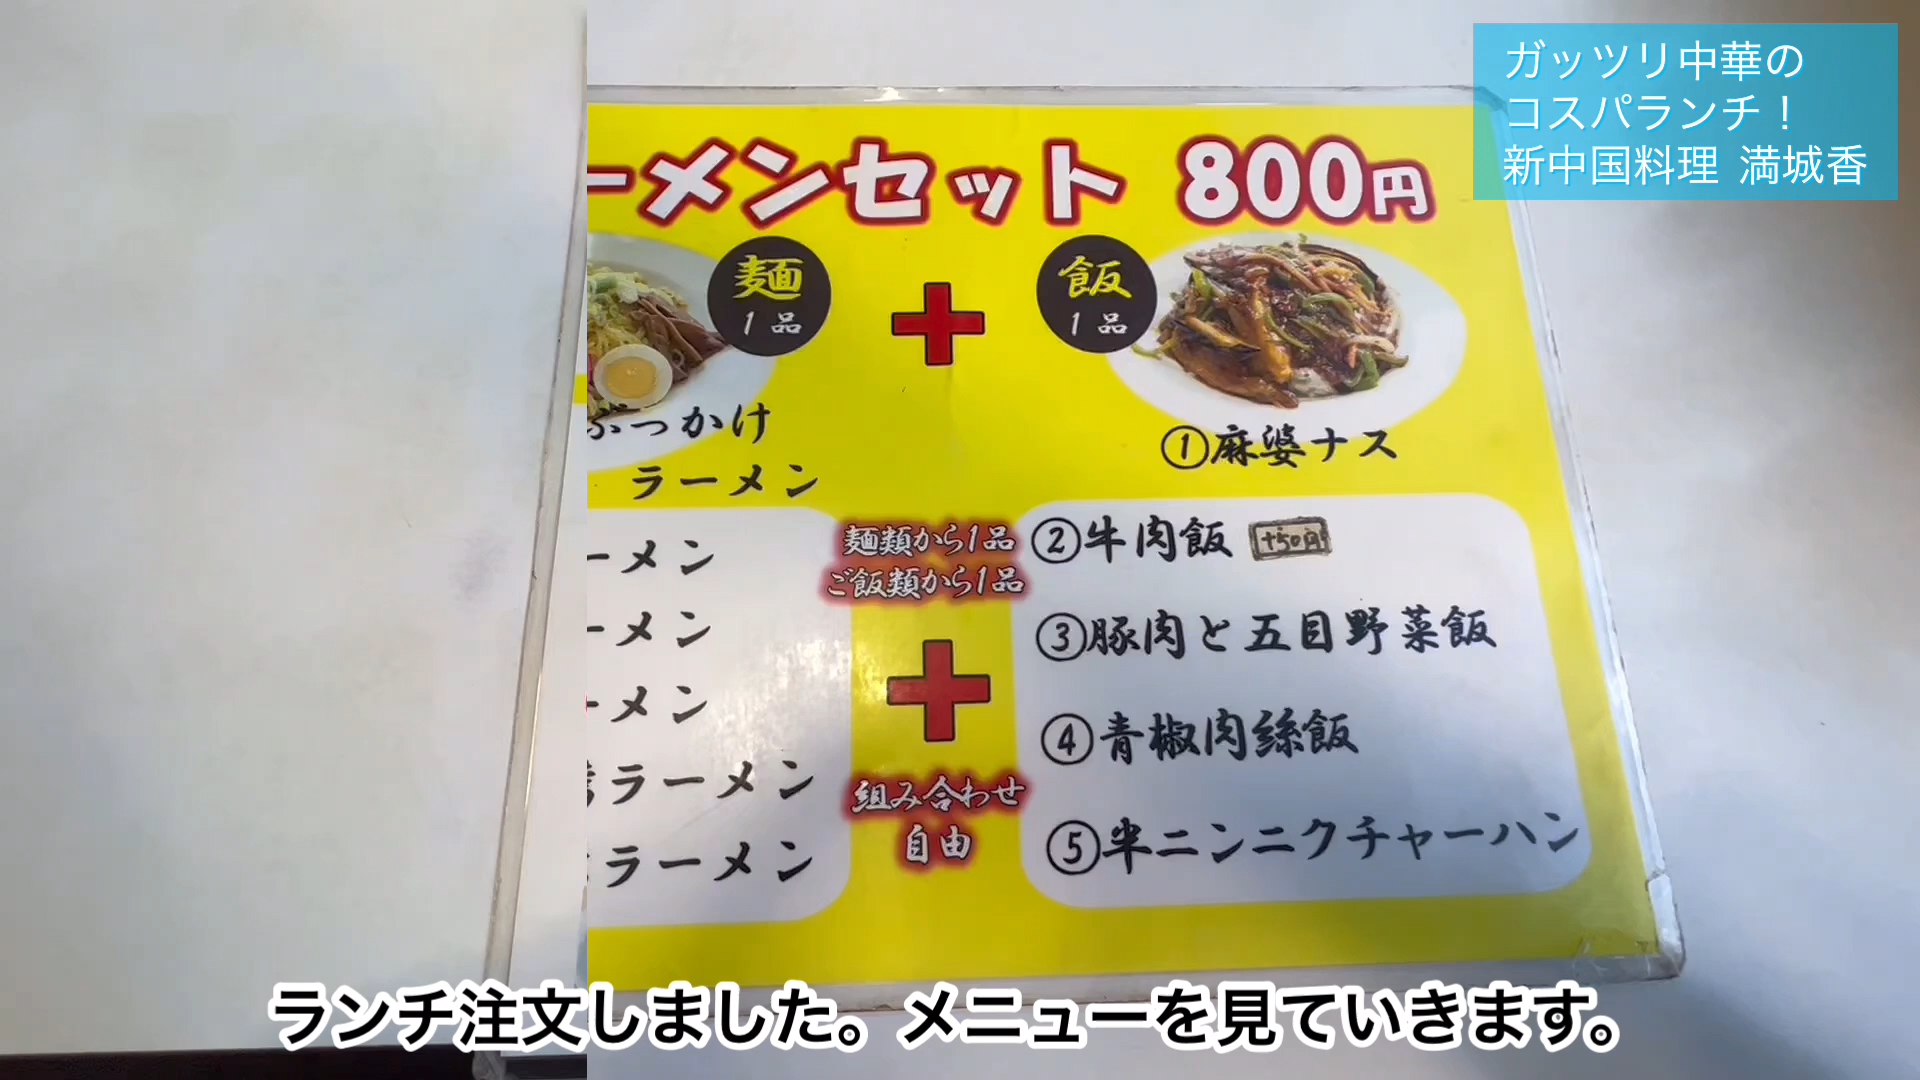 ガッツリ中華の
コスパランチ！
新中国料理 満城香
ーメンセット 800円
麺
1品
飯
1品
ぶっかけ
ラーメン
①麻婆ナス
ーメン
ーメン
ーメン
ラーメン
ラーメン
麺類から1品
ご飯類から1品
組み合わせ
自由
②牛肉飯 +50円
③豚肉と五目野菜飯
④青椒肉絲飯
⑤半ニンニクチャーハン
ランチ注文しました。メニューを見ていきます。